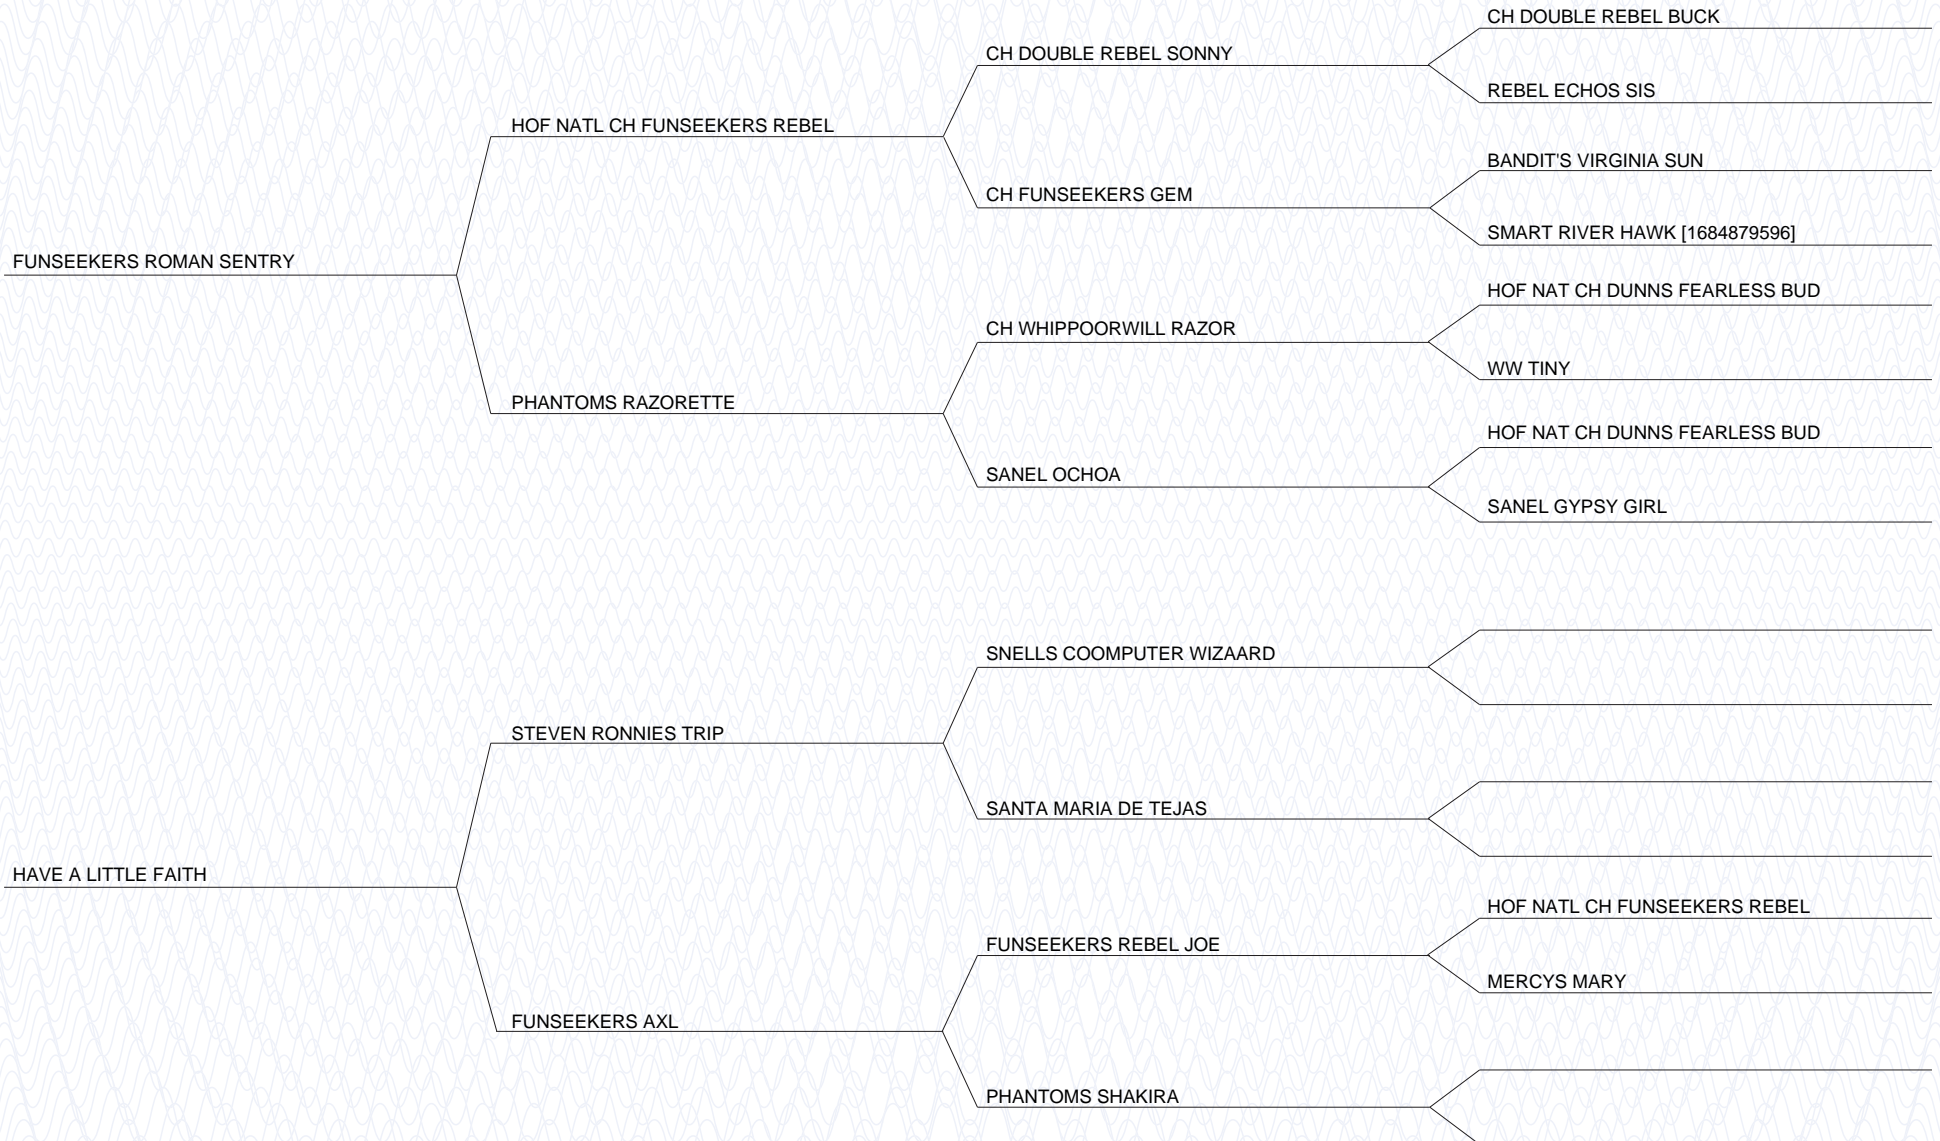 CH DOUBLE REBEL BUCK
CH DOUBLE REBEL SONNY
REBEL ECHOS SIS
HOF NATL CH FUNSEEKERS REBEL
BANDIT'S VIRGINIA SUN
CH FUNSEEKERS GEM
SMART RIVER HAWK [1684879596]
FUNSEEKERS ROMAN SENTRY
HOF NAT CH DUNNS FEARLESS BUD
CH WHIPPOORWILL RAZOR
WW TINY
PHANTOMS RAZORETTE
HOF NAT CH DUNNS FEARLESS BUD
SANEL OCHOA
SANEL GYPSY GIRL
SNELLS COOMPUTER WIZAARD
STEVEN RONNIES TRIP
SANTA MARIA DE TEJAS
HAVE A LITTLE FAITH
HOF NATL CH FUNSEEKERS REBEL
FUNSEEKERS REBEL JOE
MERCYS MARY
FUNSEEKERS AXL
PHANTOMS SHAKIRA